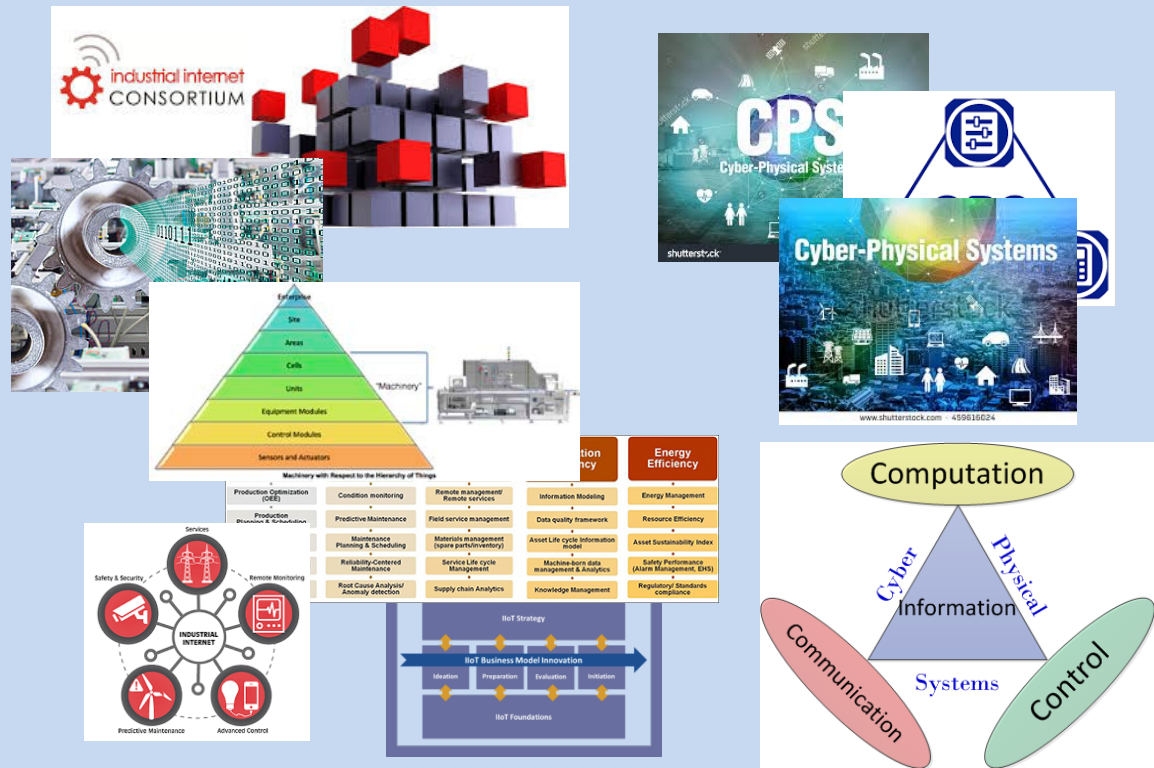 industrial internet
CONSORTIUM
CPS
Cyber-Physical
shutterstock
Cyber-Physical Systems
shutterstock
www.shutterstock.com · 459616024
Enterprise
Site
Areas
Cells
Units
Equipment Modules
Control Modules
Sensors and Actuators
"Machinery"
Machinery with Respect to the Hierarchy of Things
Energy
Efficiency
Production Optimization
(OEE)
Condition monitoring
Remote management/
Remote services
Information Modeling
Energy Management
Production
Planning & Scheduling
Predictive Maintenance
Field service management
Data quality framework
Resource Efficiency
Maintenance
Planning & Scheduling
Materials management
(spare parts/inventory)
Asset Life cycle Information
model
Asset Sustainability Index
Reliability-Centered
Maintenance
Service Life cycle
Management
Machine-born data
management & Analytics
Safety Performance
(Alarm Management, EHS)
Root Cause Analysis/
Anomaly detection
Supply chain Analytics
Knowledge Management
Regulatory/ Standards
compliance
Services
Safety & Security
Remote Monitoring
INDUSTRIAL
INTERNET
Predictive Maintenance
Advanced Control
IIoT Strategy
IIoT Business Model Innovation
Ideation
Preparation
Evaluation
Initiation
IIoT Foundations
Computation
Cyber
Physical
Information
Systems
Communication
Control